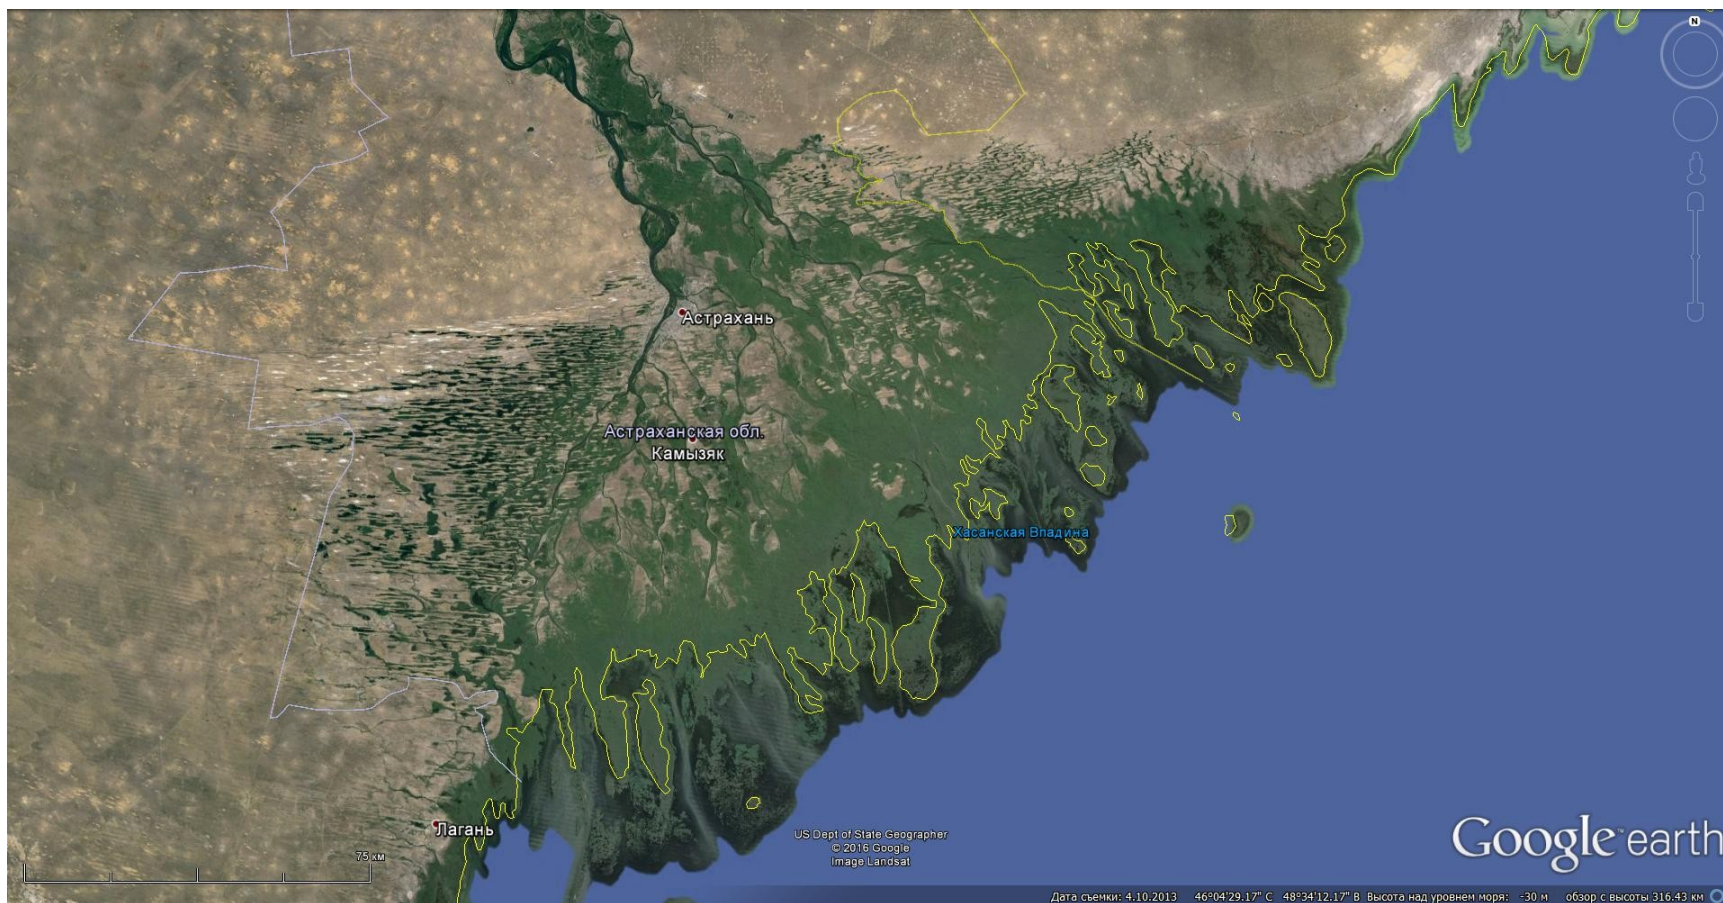 N
Астрахань
Астраханская обл.
Камызяк
Хасанская Впадина
Лагань
75 км
US Dept of State Geographer
© 2016 Google
Image Landsat
Google earth
Дата съемки: 4.10.2013 46°04'29.17" С 48°34'12.17" В Высота над уровнем моря: -30 м обзор с высоты 316.43 км